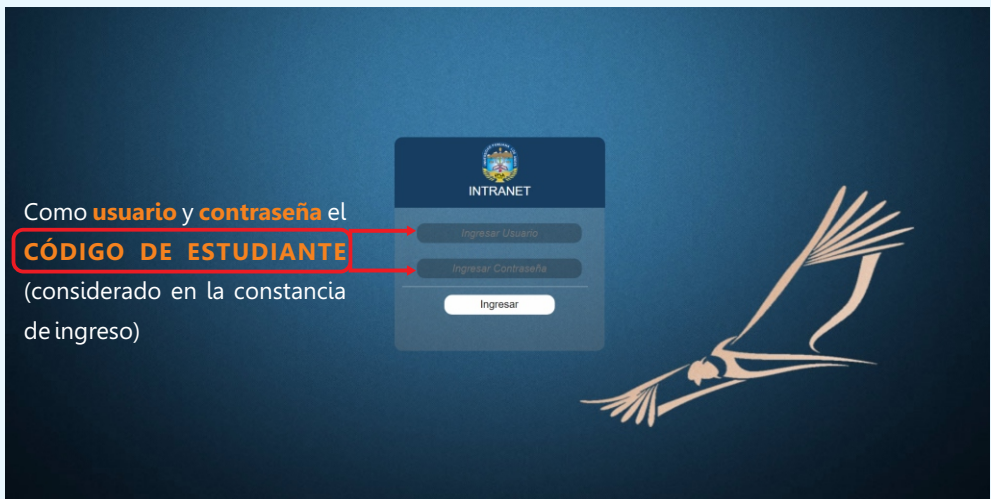 Como usuario y contraseña el
CÓDIGO DE ESTUDIANTE
(considerado en la constancia
de ingreso)
INTRANET
Ingresar Usuario
Ingresar Contraseña
Ingresar